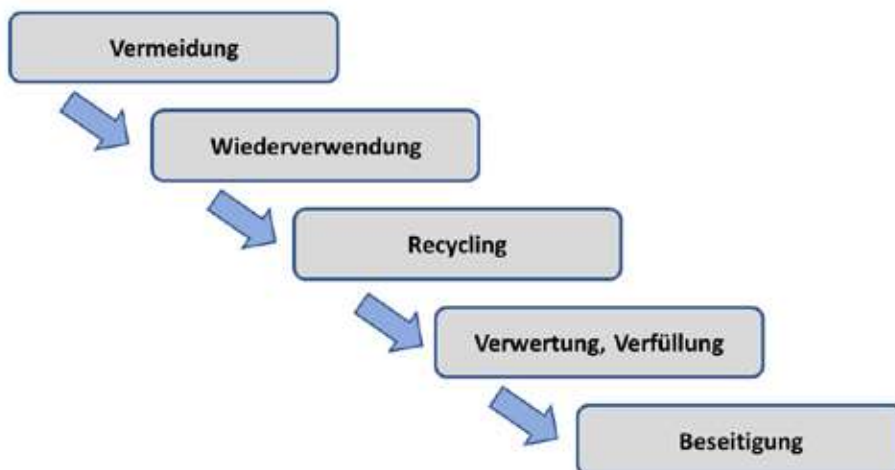 Vermeidung
Wiederverwendung
Recycling
Verwertung, Verfüllung
Beseitigung